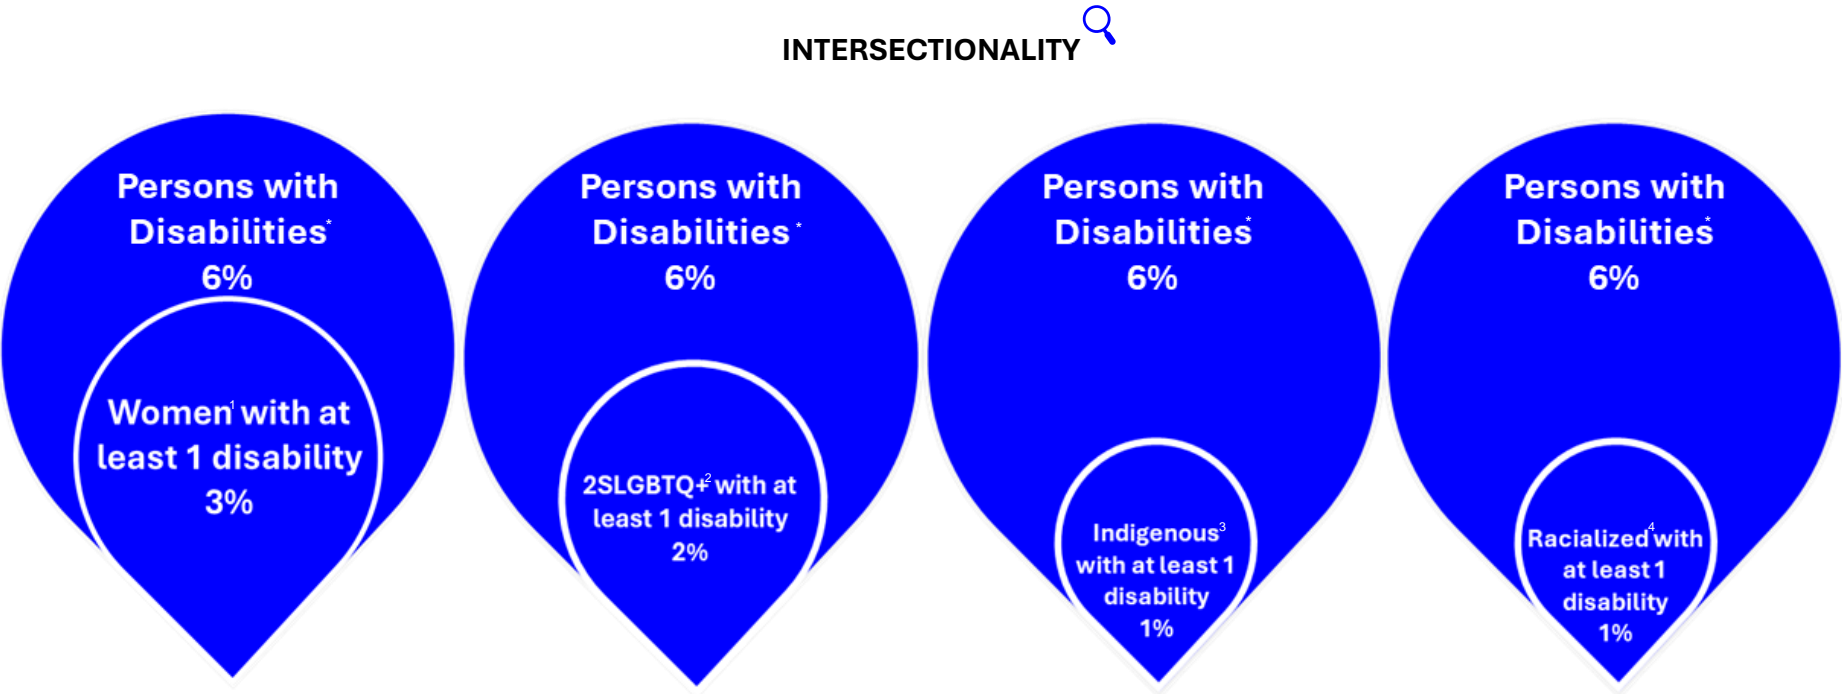 INTERSECTIONALITY
Persons with
Disabilities*
6%
Women¹ with at
least 1 disability
3%
Persons with
Disabilities *
6%
2SLGBTQ+² with at
least 1 disability
2%
Persons with
Disabilities*
6%
Indigenous³
with at least 1
disability
1%
Persons with
Disabilities*
6%
Racialized⁴ with
at least 1
disability
1%